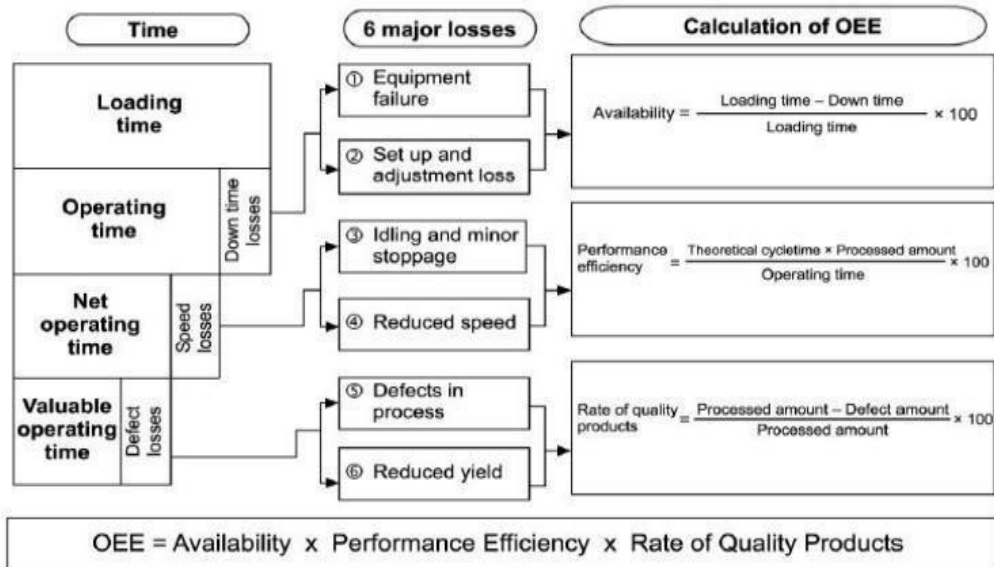 Time
6 major losses
Calculation of OEE
Loading
time
Operating
time
Down time
losses
Net
operating
time
Speed
losses
Valuable
operating
time
Defect
losses
① Equipment
failure
② Set up and
adjustment loss
③ Idling and minor
stoppage
④ Reduced speed
⑤ Defects in
process
⑥ Reduced yield
Availability = Loading time – Down time / Loading time × 100
Performance
efficiency = Theoretical cycletime × Processed amount / Operating time × 100
Rate of quality
products = Processed amount – Defect amount / Processed amount × 100
OEE = Availability x Performance Efficiency x Rate of Quality Products